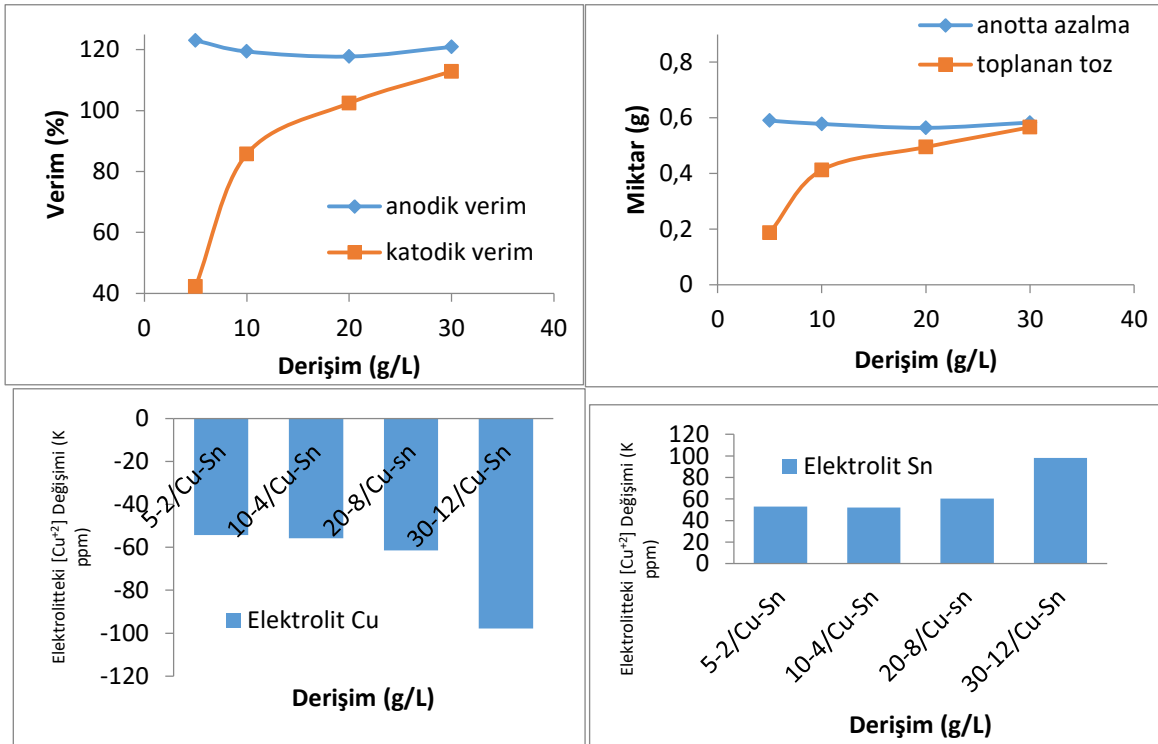 120
100
80
60
40
Verim (%)
anodik verim
katodik verim
0
10
20
30
40
Derişim (g/L)
anotta azalma
toplanan toz
0,8
0,6
0,4
0,2
0
Miktar (g)
0
10
20
30
40
Derişim (g/L)
0
-20
-40
-60
-80
-100
-120
Elektrolitteki [Cu+2] Değişimi (K
ppm)
5-2/Cu-Sn
10-4/Cu-Sn
20-8/Cu-sn
30-12/Cu-Sn
Elektrolit Cu
Derişim (g/L)
120
100
80
60
40
20
0
Elektrolitteki [Cu+2] Değişimi (K
ppm)
Elektrolit Sn
5-2/Cu-Sn
10-4/Cu-Sn
20-8/Cu-sn
30-12/Cu-Sn
Derişim (g/L)